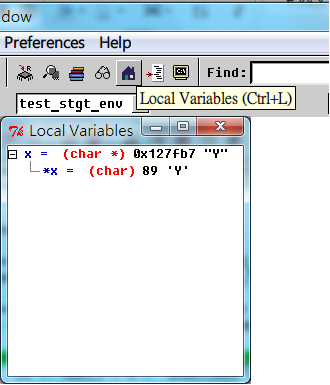 dow
Preferences Help
Find:
test_stgt_env
Local Variables (Ctrl+L)
Local Variables
x = (char *) 0x127fb7 "Y"
*x = (char) 89 'Y'